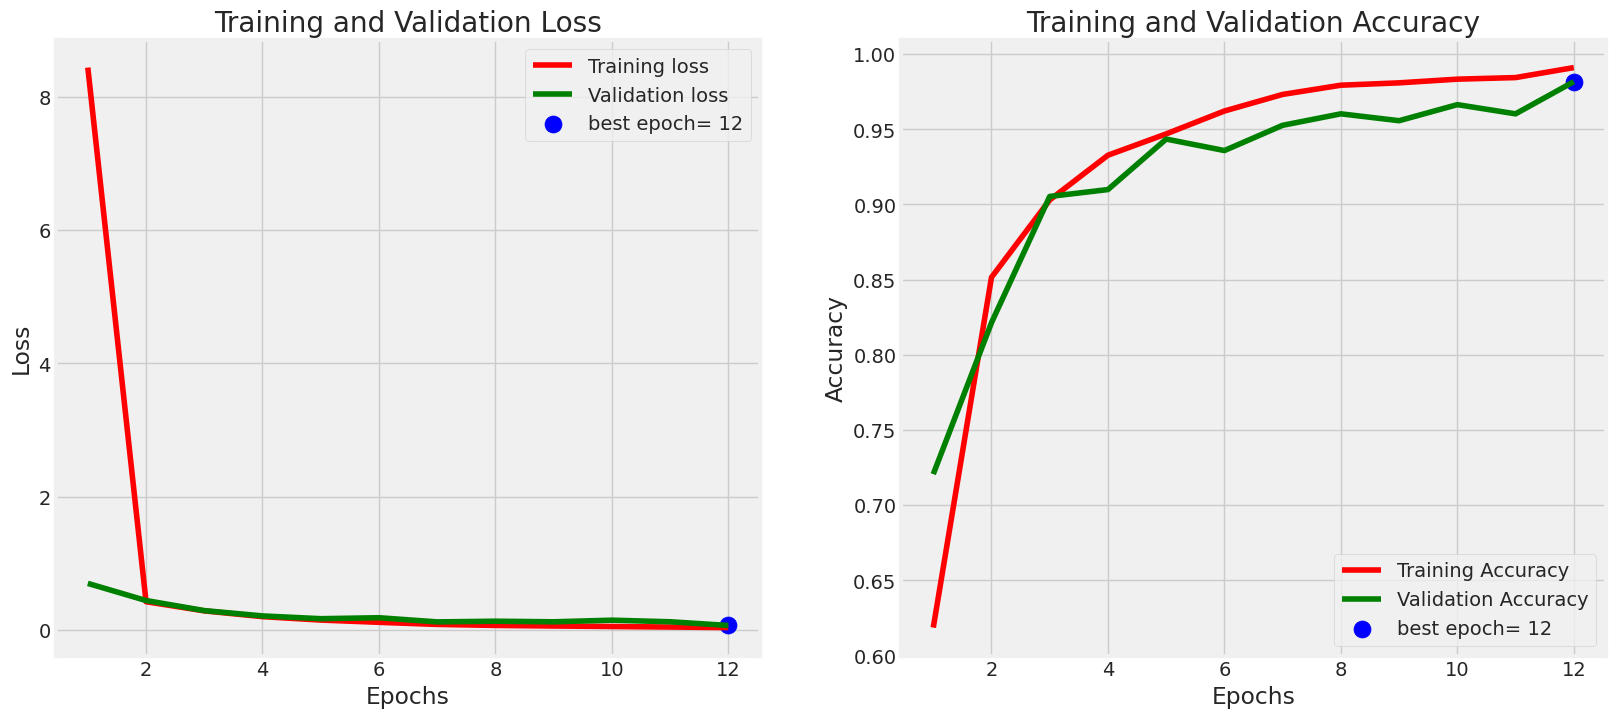 Training and Validation Loss
Training loss
Validation loss
best epoch= 12
8
6
4
2
0
Loss
2
4
6
8
10
12
Epochs
Training and Validation Accuracy
1.00
0.95
0.90
0.85
0.80
0.75
0.70
0.65
0.60
Accuracy
Training Accuracy
Validation Accuracy
best epoch= 12
2
4
6
8
10
12
Epochs